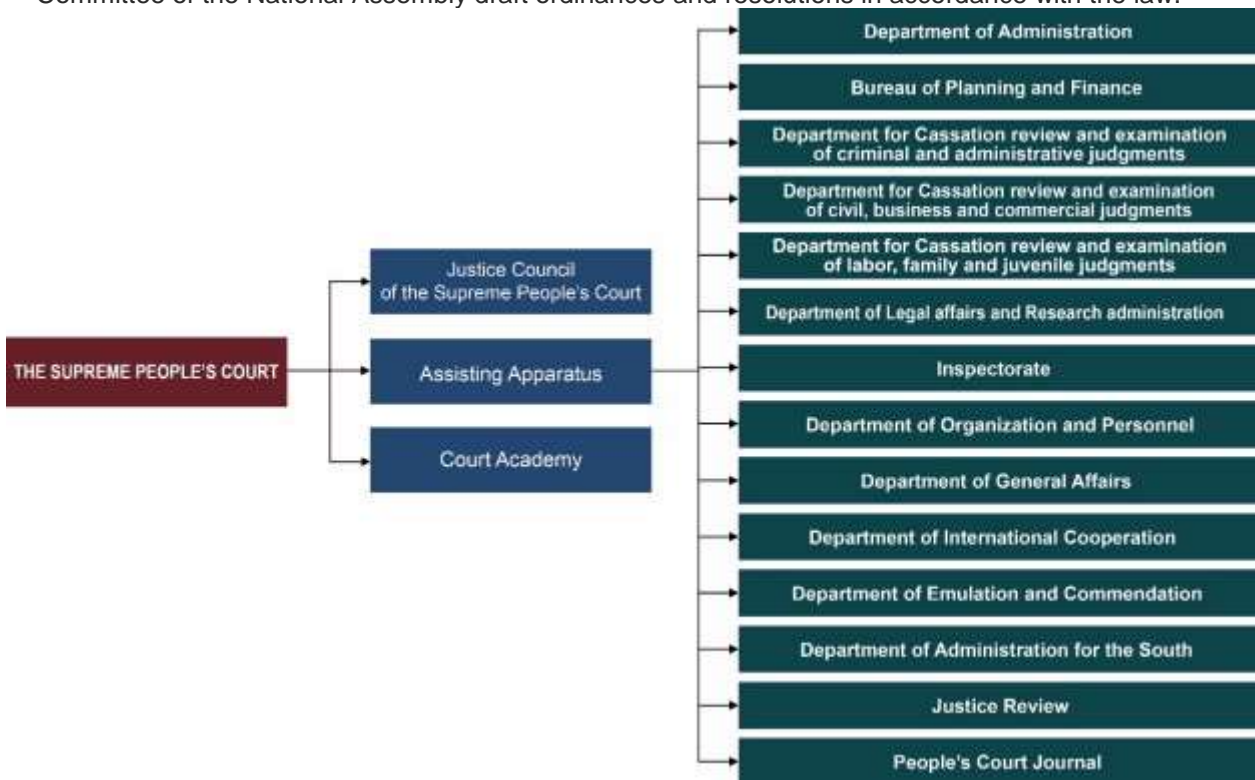 Committee of the National Assembly draft ordinances and resolutions in accordance with the law.
THE SUPREME PEOPLE'S COURT
Justice Council
of the Supreme People's Court
Assisting Apparatus
Court Academy
Department of Administration
Bureau of Planning and Finance
Department for Cassation review and examination
of criminal and administrative judgments
Department for Cassation review and examination
of civil, business and commercial judgments
Department for Cassation review and examination
of labor, family and juvenile judgments
Department of Legal affairs and Research administration
Inspectorate
Department of Organization and Personnel
Department of General Affairs
Department of International Cooperation
Department of Emulation and Commendation
Department of Administration for the South
Justice Review
People's Court Journal